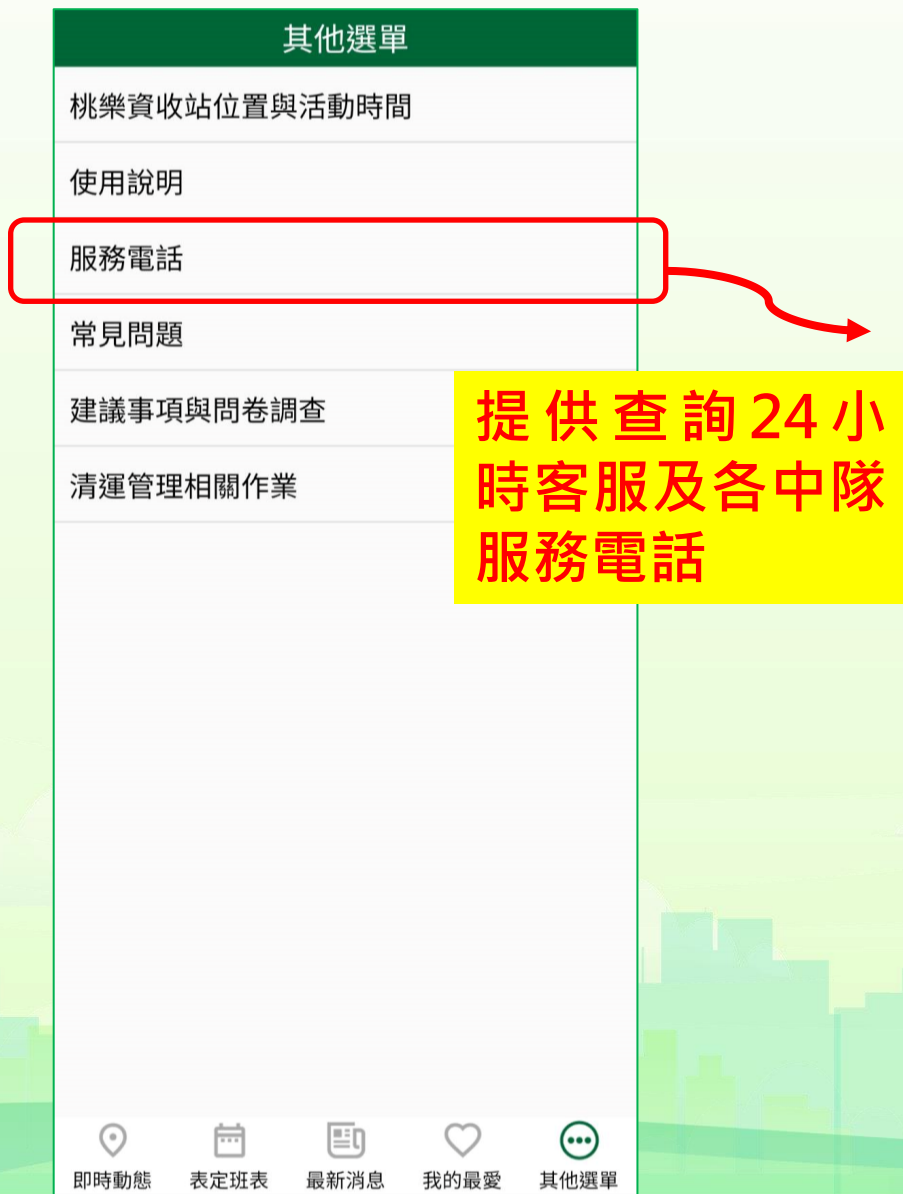 其他選單
桃樂資收站位置與活動時間
使用說明
服務電話
常見問題
建議事項與問卷調查
清運管理相關作業
提供查詢24小
時客服及各中隊
服務電話
即時動態
表定班表
最新消息
我的最愛
其他選單